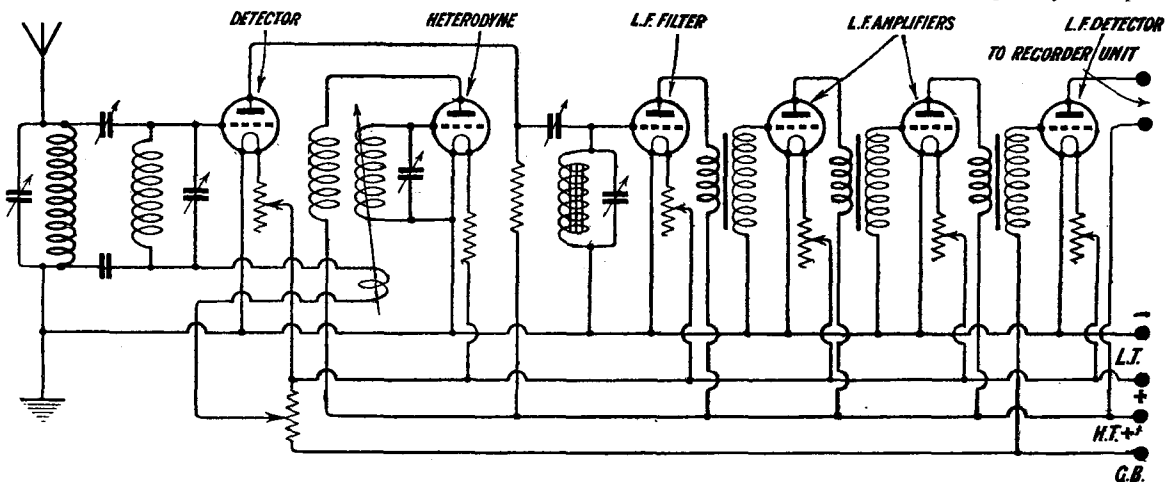 DETECTOR
HETERODYNE
L.F. FILTER
L.F. AMPLIFIERS
L.F. DETECTOR
TO RECORDER UNIT
−
L.T.
+
H.T.+
G.B.